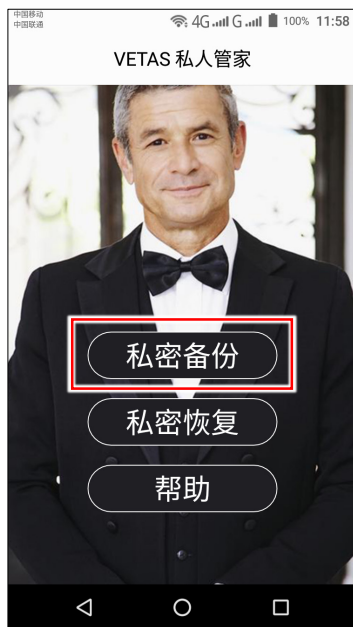 中国移动
中国联通
4G G 100% 11:58
VETAS 私人管家
私密备份
私密恢复
帮助